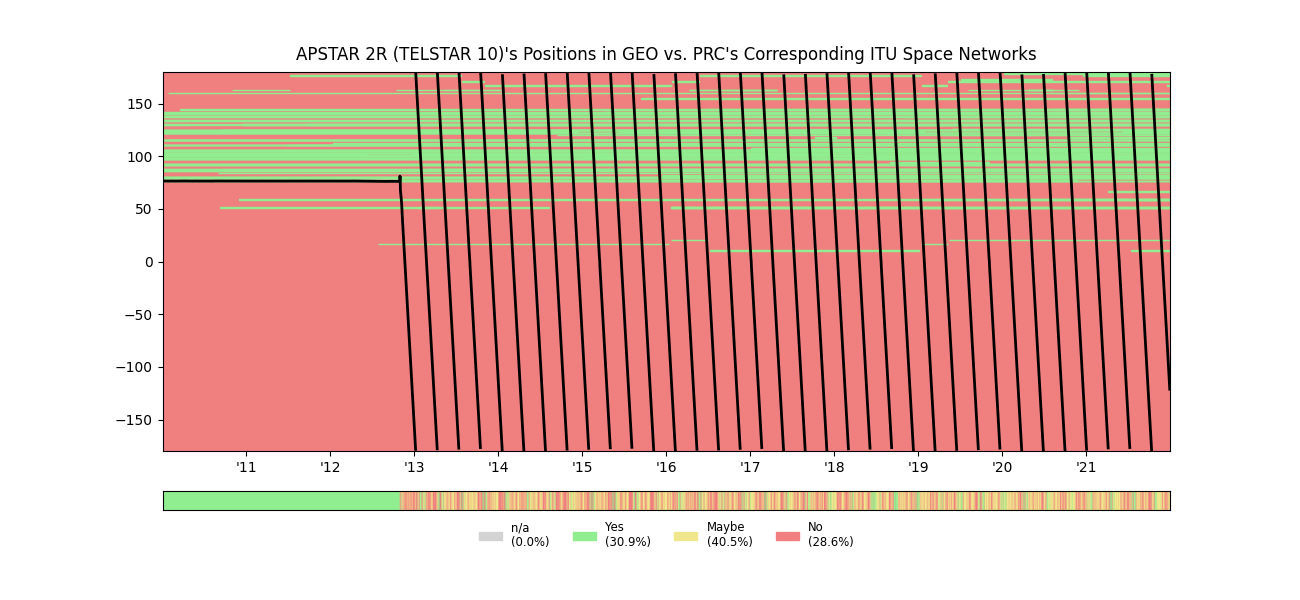 APSTAR 2R (TELSTAR 10)'s Positions in GEO vs. PRC's Corresponding ITU Space Networks
150
100
50
0
−50
−100
−150
'11 '12 '13 '14 '15 '16 '17 '18 '19 '20 '21
n/a Yes Maybe No
(0.0%) (30.9%) (40.5%) (28.6%)